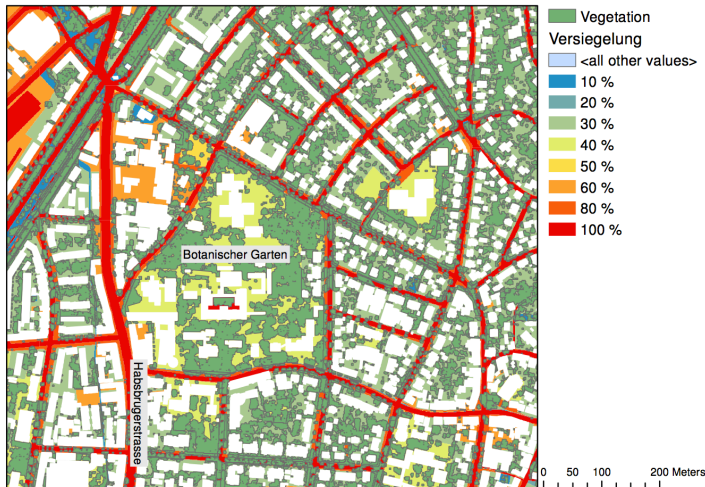 Vegetation
Versiegelung
<all other values>
10 %
20 %
30 %
40 %
50 %
60 %
80 %
100 %
Botanischer Garten
Habsbrugerstrasse
0 50 100 200 Meters